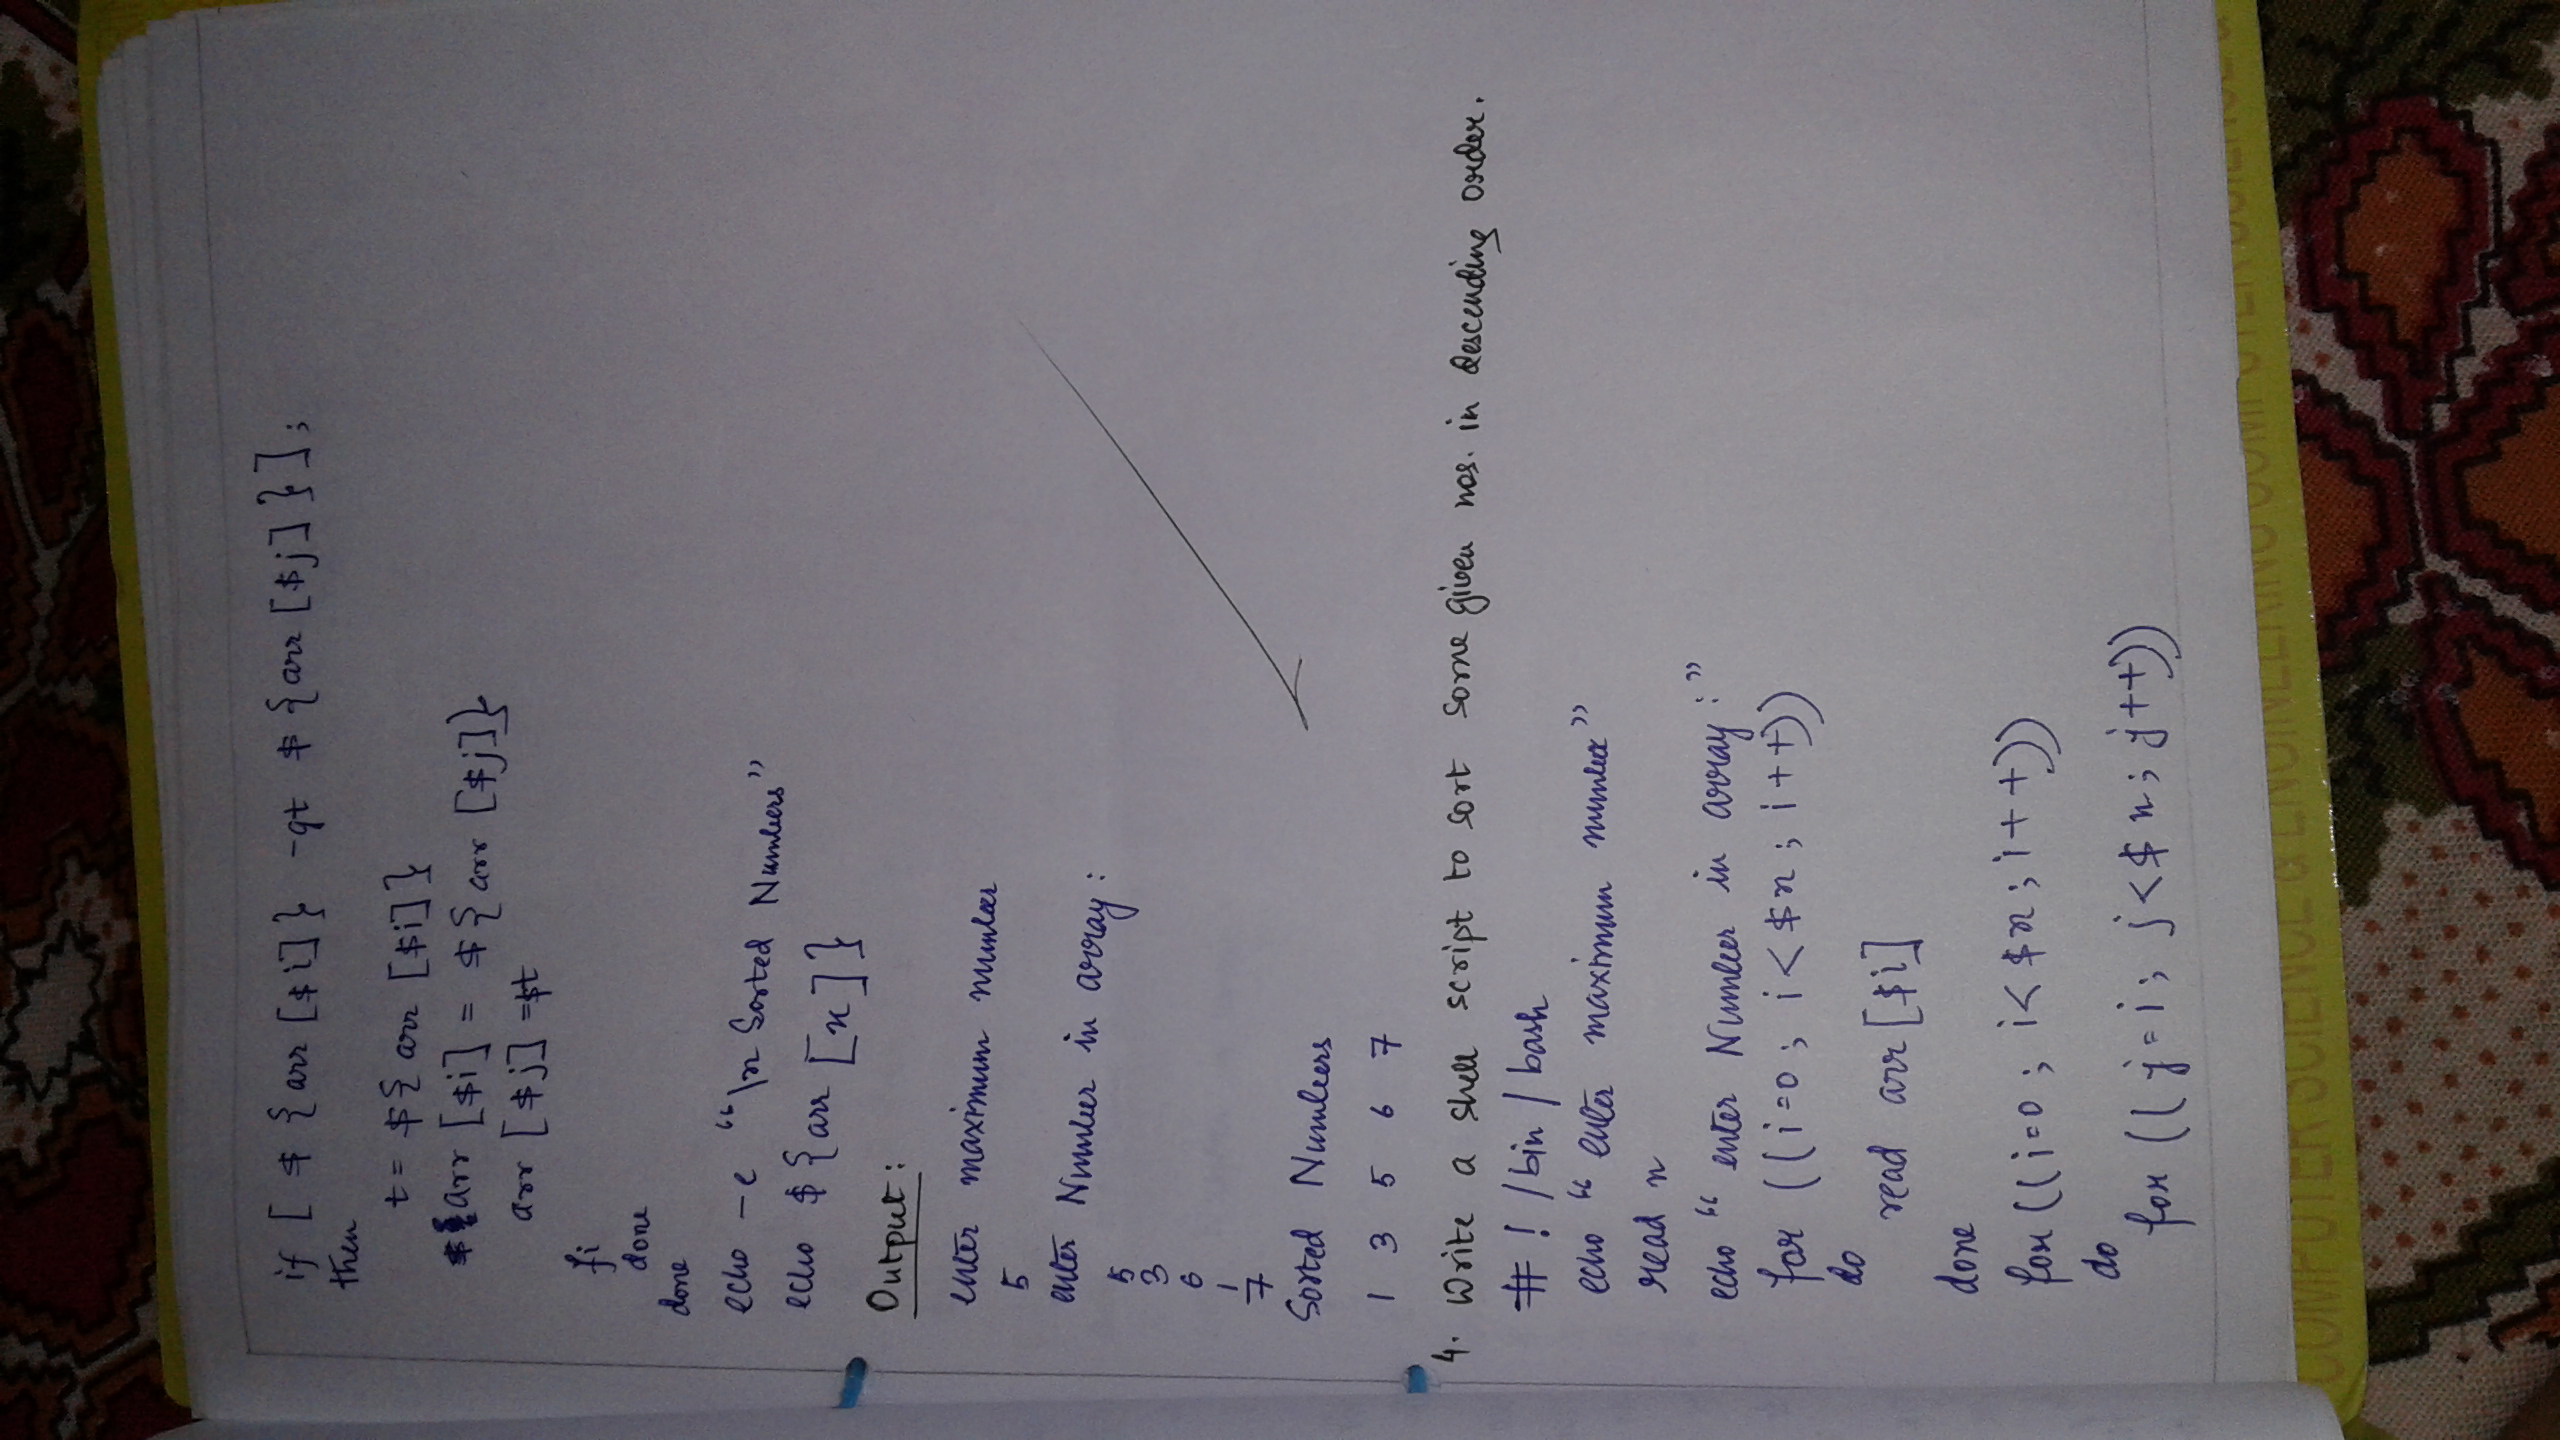 if [ ${arr[$i]} -gt ${arr[$j]}];
then
t= ${arr [$i]}
arr [$i] = ${arr [$j]}
arr [$j] =$t
fi
done
done
echo -e "\n Sorted Numbers"
echo ${arr [x]}
Output:
enter maximum number
5
enter Number in array:
5
3
6
1
7
Sorted Numbers
1 3 5 6 7
4. Write a shell script to sort some given nos. in descending order.
#! /bin/bash
echo "enter maximum number"
read n
echo "enter Number in array:"
for ((i=0; i<$n; i++))
do
read arr[$i]
done
for ((i=0; i<$n; i++))
do
for ((j=i; j<$n; j++))
COMPUTER SCIENCE & ENGINEERING COMPUTER SCIENCE &